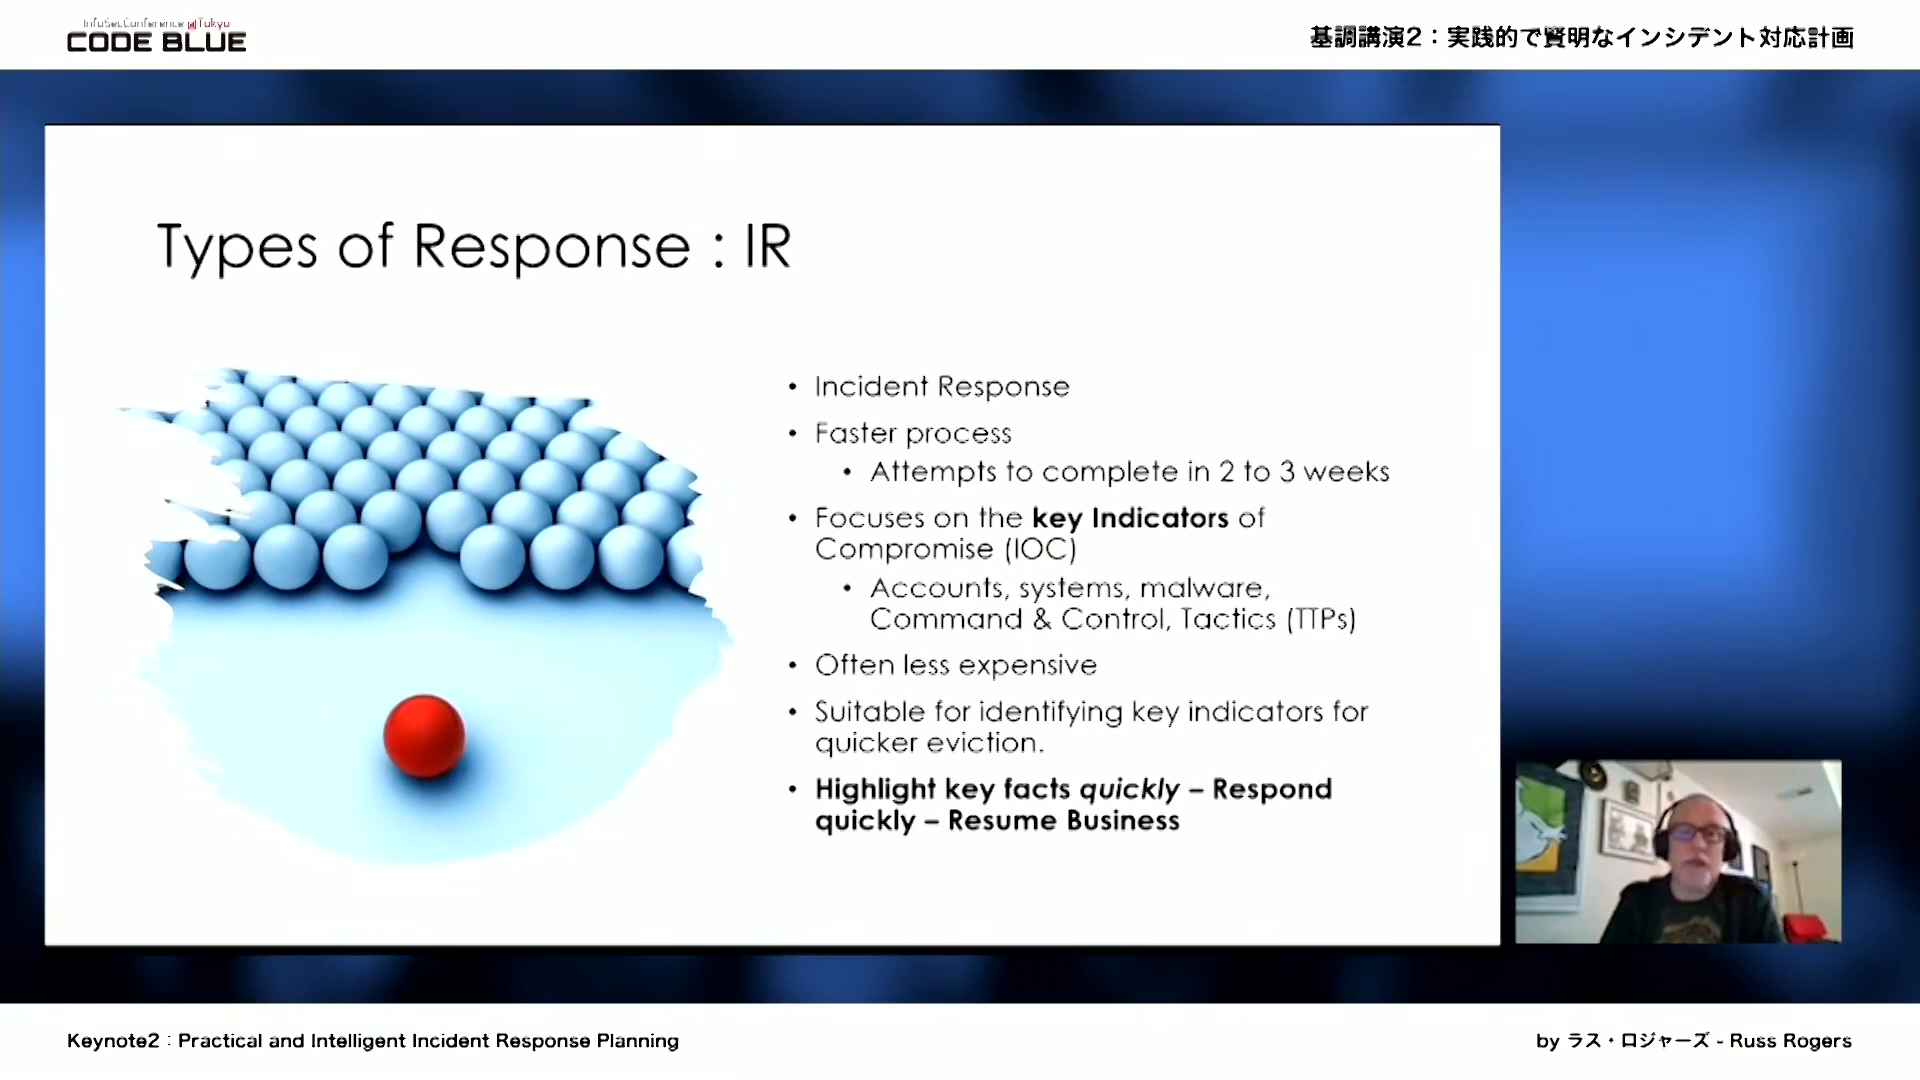 InfoSecConference @Tokyo
CODE BLUE
基調講演2：実践的で賢明なインシデント対応計画
Types of Response : IR
• Incident Response
• Faster process
• Attempts to complete in 2 to 3 weeks
• Focuses on the key Indicators of
Compromise (IOC)
• Accounts, systems, malware,
Command & Control, Tactics (TTPs)
• Often less expensive
• Suitable for identifying key indicators for
quicker eviction.
• Highlight key facts quickly – Respond
quickly – Resume Business
Keynote2 : Practical and Intelligent Incident Response Planning
by ラス・ロジャーズ - Russ Rogers